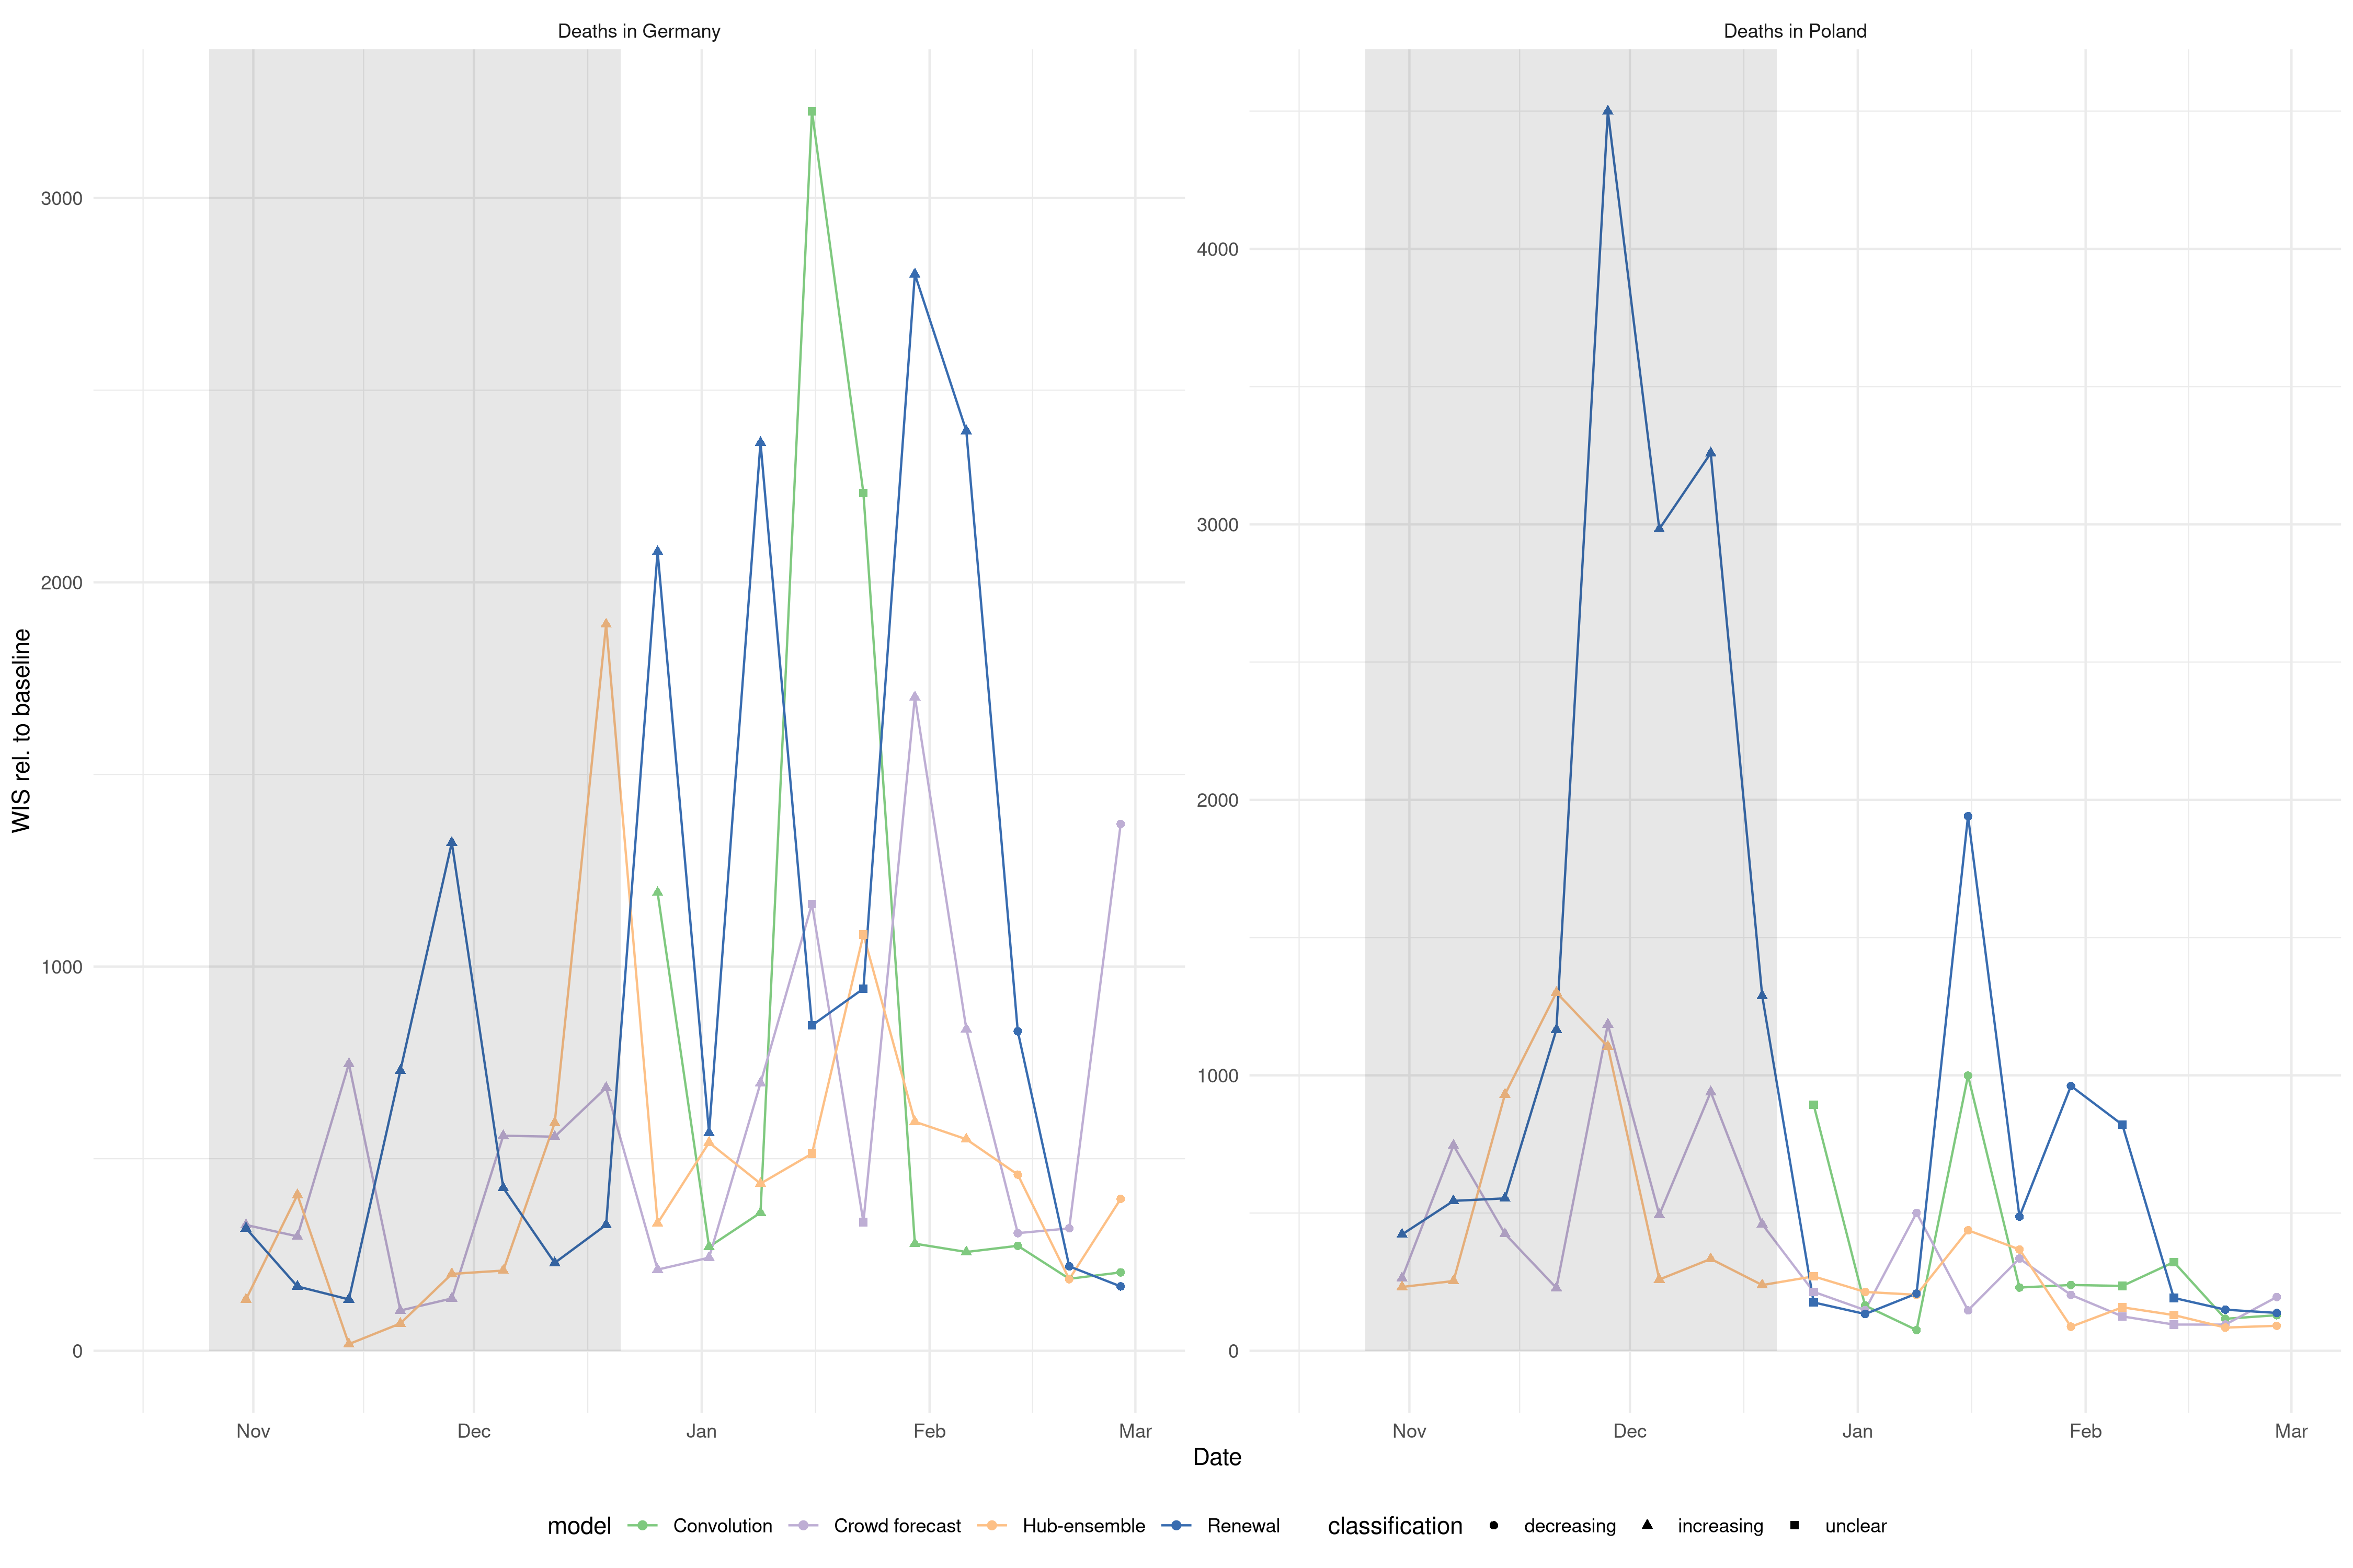 Deaths in Germany
Deaths in Poland
WIS rel. to baseline
3000
2000
1000
0
4000
3000
2000
1000
0
Nov Dec Jan Feb Mar
Nov Dec Jan Feb Mar
Date
model Convolution Crowd forecast Hub-ensemble Renewal classification decreasing increasing unclear